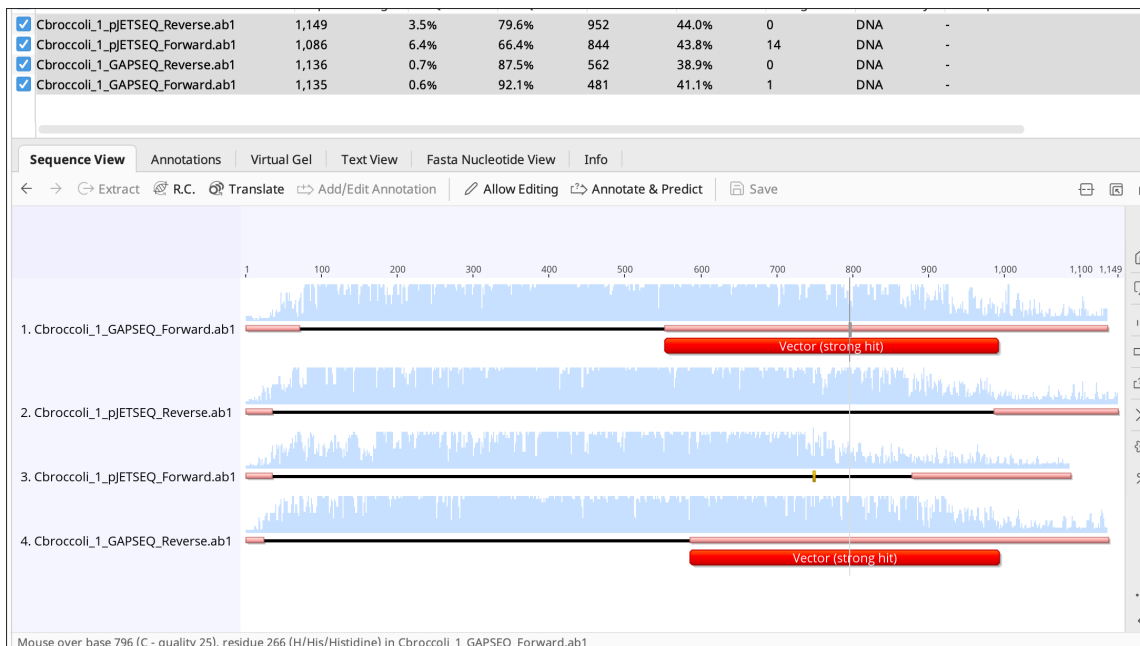 Cbroccoli_1_pJETSEQ_Reverse.ab1 1,149 3.5% 79.6% 952 44.0% 0 DNA -
Cbroccoli_1_pJETSEQ_Forward.ab1 1,086 6.4% 66.4% 844 43.8% 14 DNA -
Cbroccoli_1_GAPSEQ_Reverse.ab1 1,136 0.7% 87.5% 562 38.9% 0 DNA -
Cbroccoli_1_GAPSEQ_Forward.ab1 1,135 0.6% 92.1% 481 41.1% 1 DNA -
Sequence View Annotations Virtual Gel Text View Fasta Nucleotide View Info
Extract R.C. Translate Add/Edit Annotation Allow Editing Annotate & Predict Save
1 100 200 300 400 500 600 700 800 900 1,000 1,100 1,149
1. Cbroccoli_1_GAPSEQ_Forward.ab1
Vector (strong hit)
2. Cbroccoli_1_pJETSEQ_Reverse.ab1
3. Cbroccoli_1_pJETSEQ_Forward.ab1
4. Cbroccoli_1_GAPSEQ_Reverse.ab1
Vector (strong hit)
Mouse over base 796 (C - quality 25), residue 266 (H/His/Histidine) in Cbroccoli_1_GAPSEQ_Forward.ab1